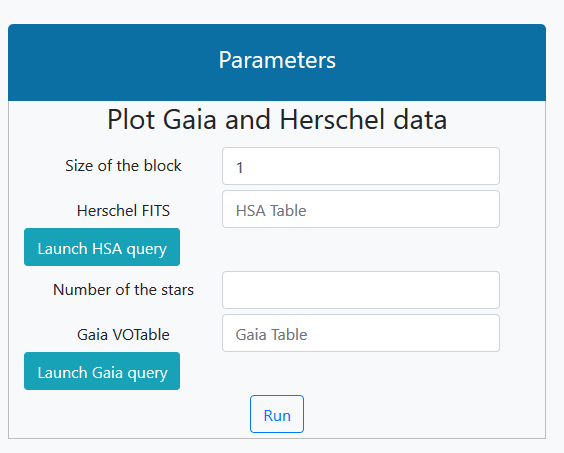 Parameters
Plot Gaia and Herschel data
Size of the block 1
Herschel FITS HSA Table
Launch HSA query
Number of the stars
Gaia VOTable Gaia Table
Launch Gaia query
Run